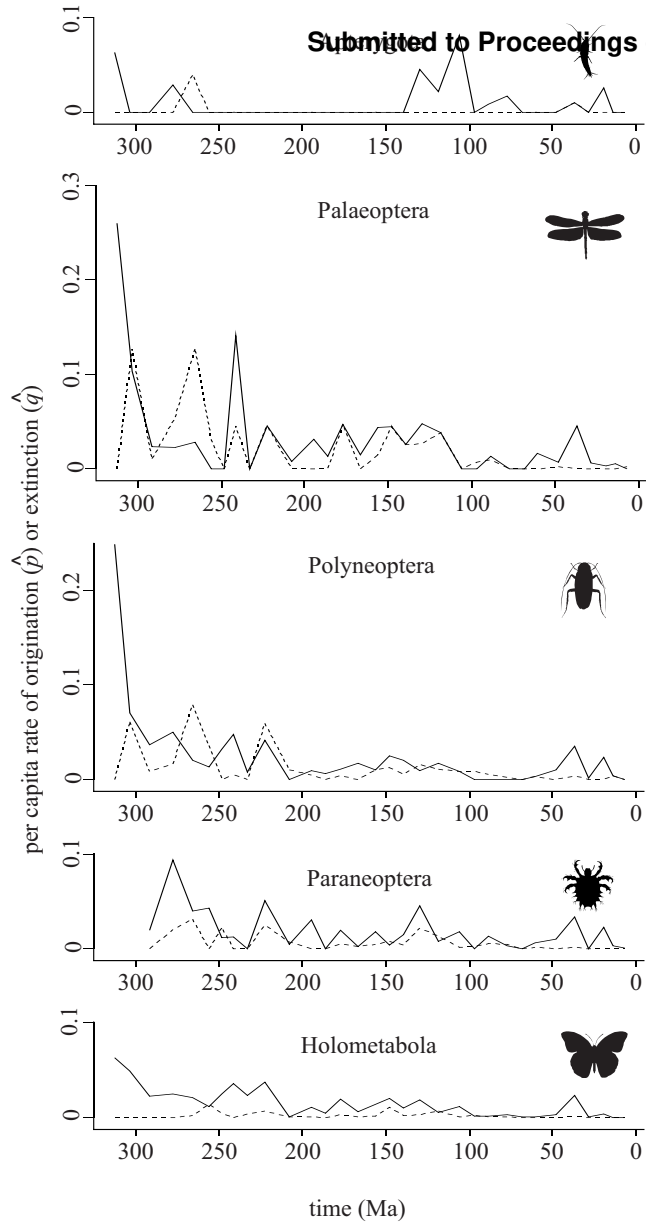 0.1
Submitted to Proceedings
0
300 250 200 150 100 50 0
0.3
Palaeoptera
0.2
0.1
0
300 250 200 150 100 50 0
per capita rate of origination (p̂) or extinction (q̂)
Polyneoptera
0.2
0.1
0
300 250 200 150 100 50 0
0.1
Paraneoptera
0
300 250 200 150 100 50 0
0.1
Holometabola
0
300 250 200 150 100 50 0
time (Ma)